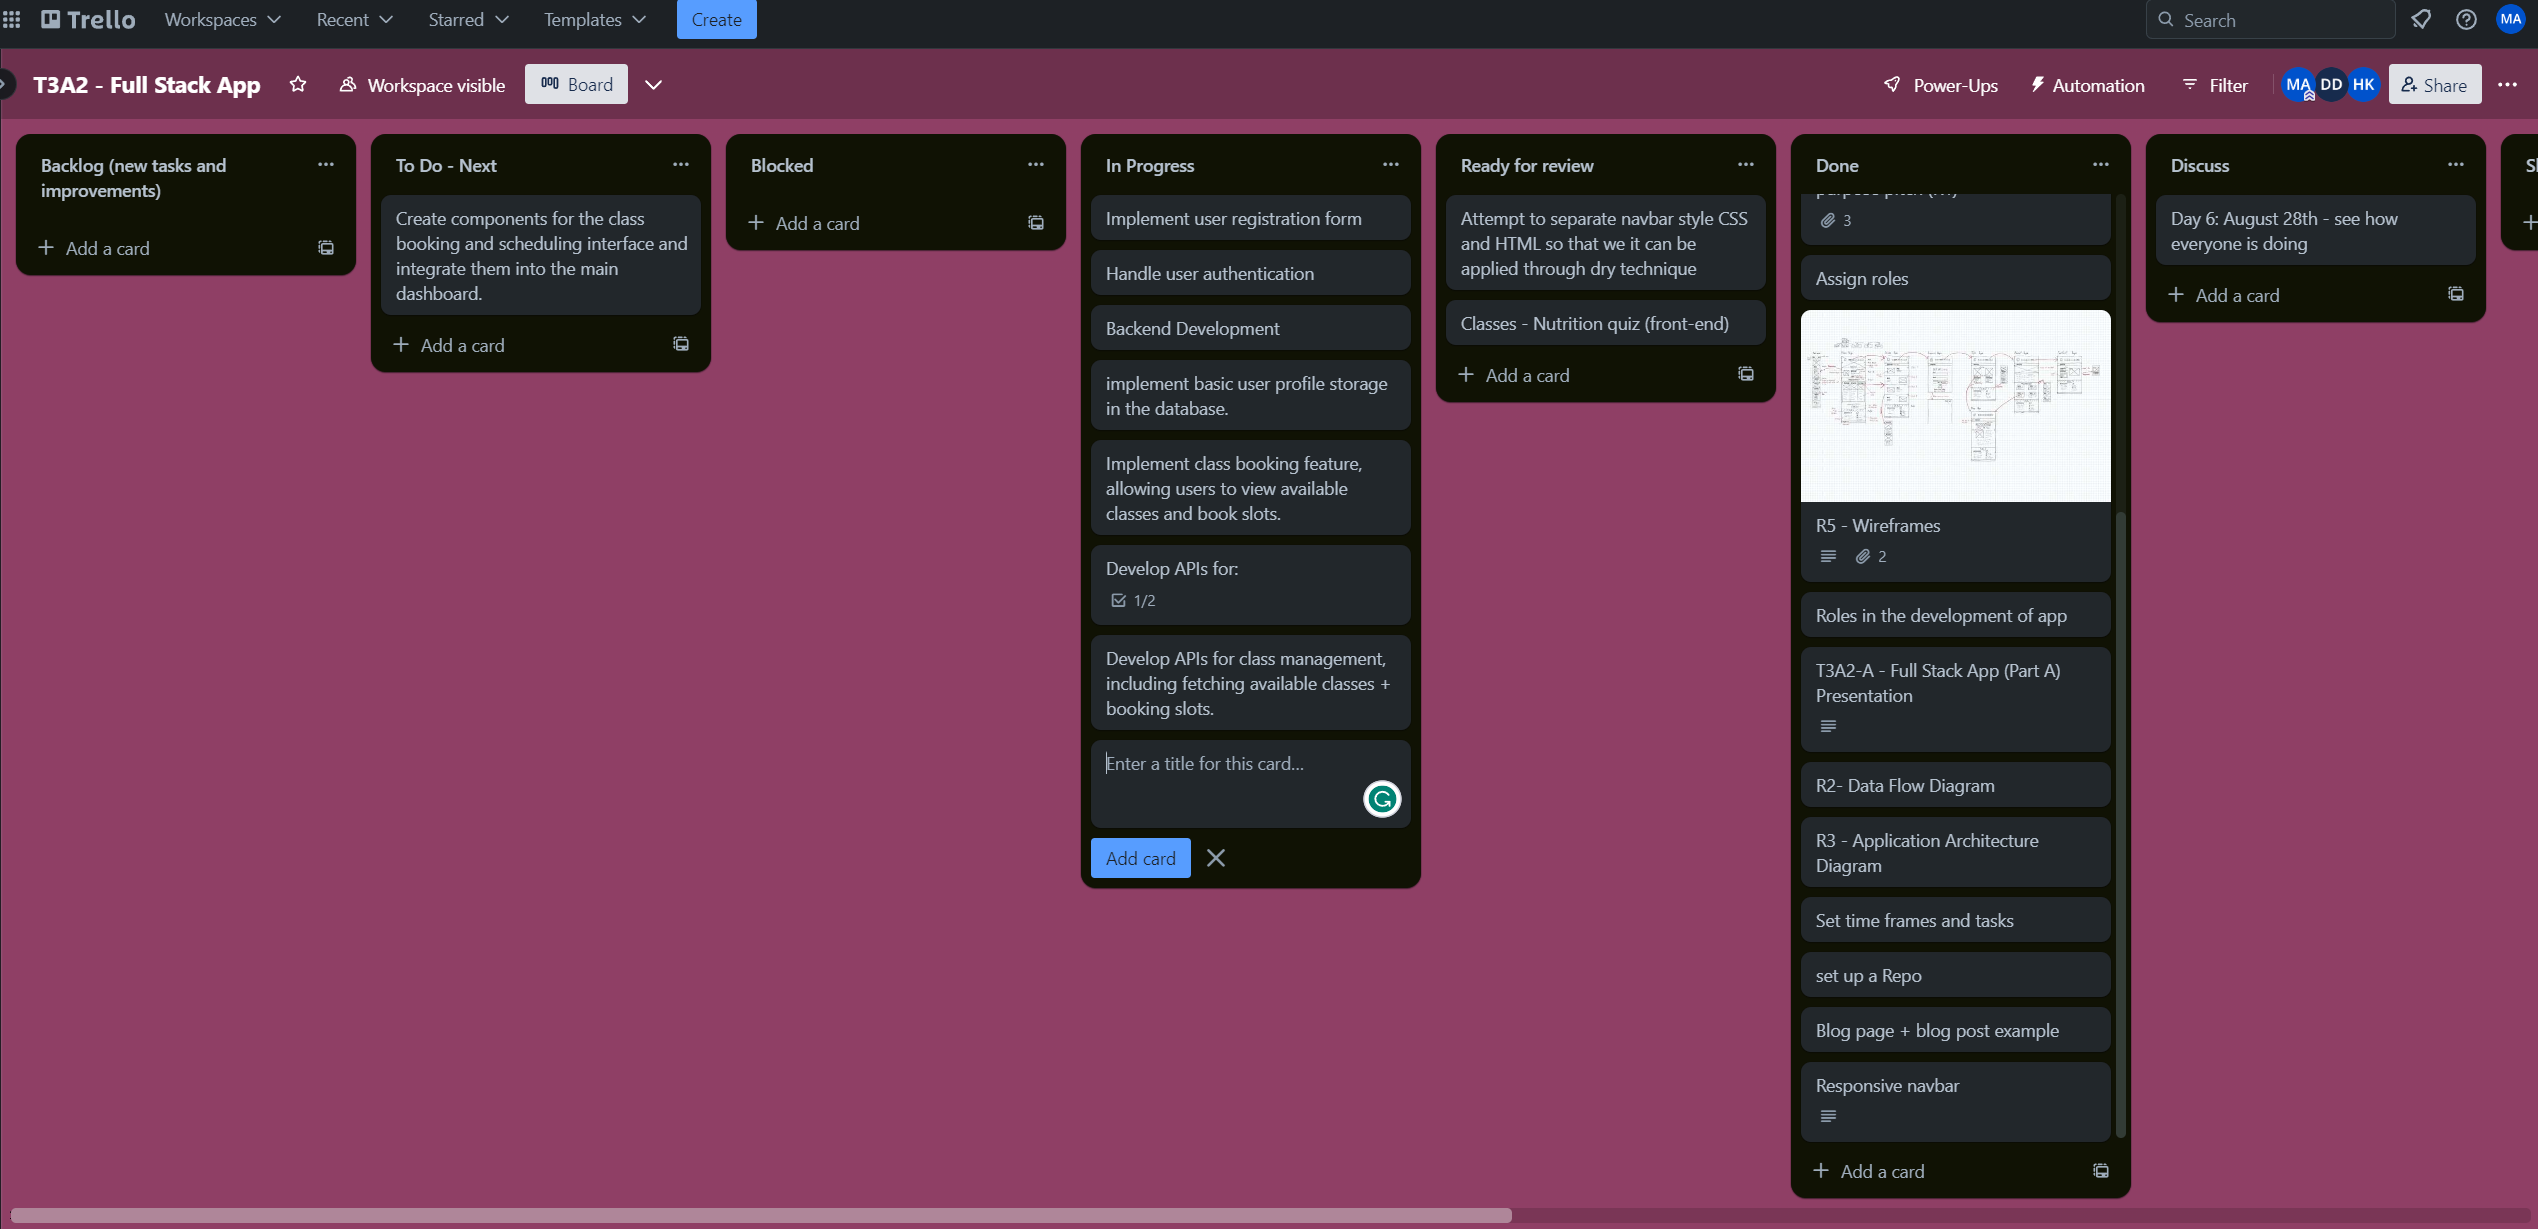 Trello
Workspaces
Recent
Starred
Templates
Create
Search
MA
T3A2 - Full Stack App
Workspace visible
Board
Power-Ups
Automation
Filter
MA
DD
HK
Share
Backlog (new tasks and
improvements)
Add a card
To Do - Next
Create components for the class
booking and scheduling interface and
integrate them into the main
dashboard.
Add a card
Blocked
Add a card
In Progress
Implement user registration form
Handle user authentication
Backend Development
implement basic user profile storage
in the database.
Implement class booking feature,
allowing users to view available
classes and book slots.
Develop APIs for:
1/2
Develop APIs for class management,
including fetching available classes +
booking slots.
Enter a title for this card...
Add card
Ready for review
Attempt to separate navbar style CSS
and HTML so that we it can be
applied through dry technique
Classes - Nutrition quiz (front-end)
Add a card
Done
3
Assign roles
R5 - Wireframes
2
Roles in the development of app
T3A2-A - Full Stack App (Part A)
Presentation
R2- Data Flow Diagram
R3 - Application Architecture
Diagram
Set time frames and tasks
set up a Repo
Blog page + blog post example
Responsive navbar
Add a card
Discuss
Day 6: August 28th - see how
everyone is doing
Add a card